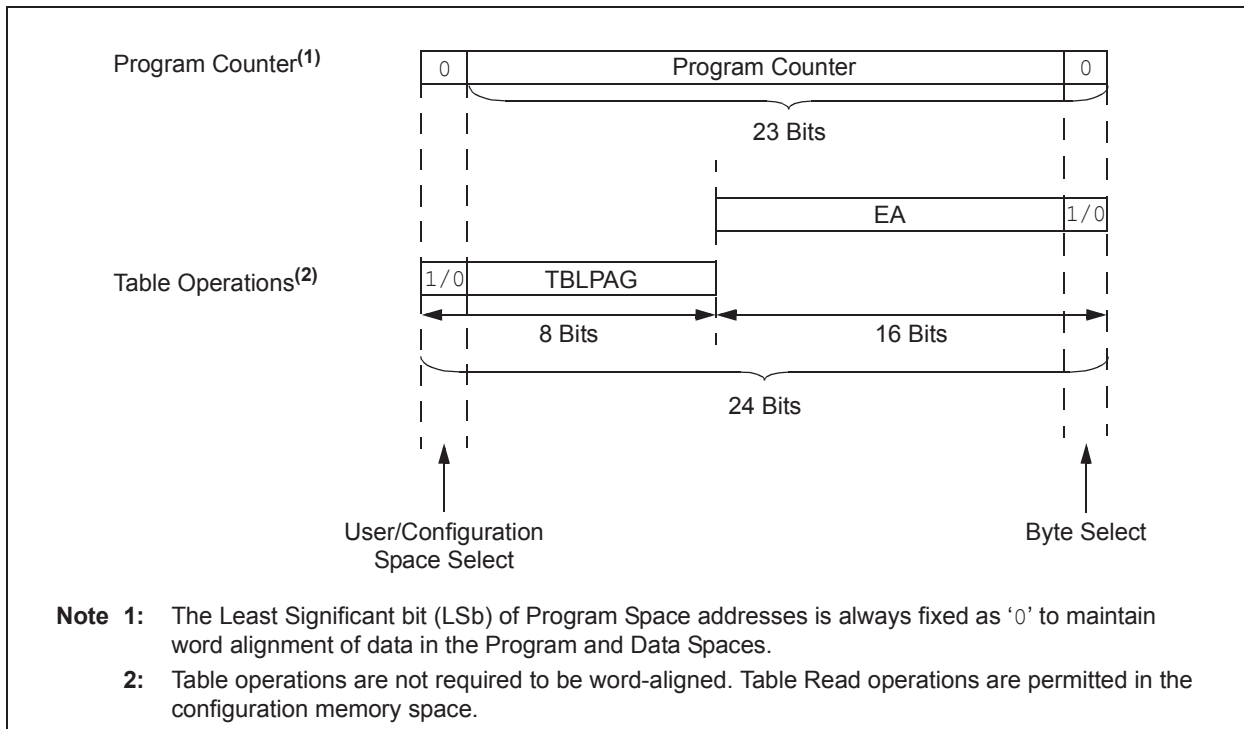 Program Counter(1)
0 Program Counter 0
23 Bits
EA 1/0
Table Operations(2)
1/0 TBLPAG
8 Bits 16 Bits
24 Bits
User/Configuration
Space Select
Byte Select
Note 1: The Least Significant bit (LSb) of Program Space addresses is always fixed as ‘0’ to maintain
word alignment of data in the Program and Data Spaces.
2: Table operations are not required to be word-aligned. Table Read operations are permitted in the
configuration memory space.